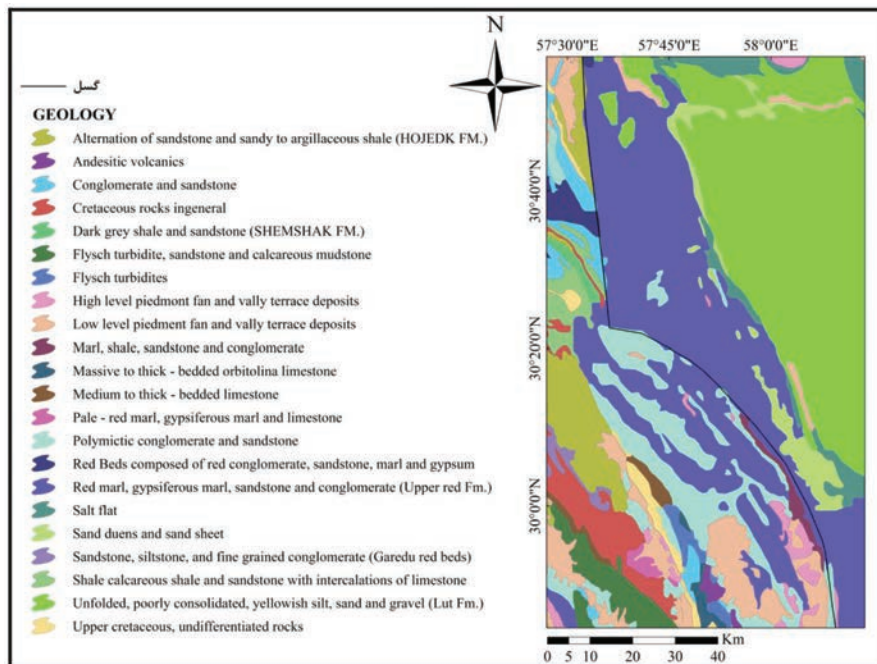 N
57°30'0"E 57°45'0"E 58°0'0"E
گسل
GEOLOGY
Alternation of sandstone and sandy to argillaceous shale (HOJEDK FM.)
Andesitic volcanics
Conglomerate and sandstone
Cretaceous rocks ingeneral
Dark grey shale and sandstone (SHEMSHAK FM.)
Flysch turbidite, sandstone and calcareous mudstone
Flysch turbidites
High level piedmont fan and vally terrace deposits
Low level piedment fan and vally terrace deposits
Marl, shale, sandstone and conglomerate
Massive to thick - bedded orbitolina limestone
Medium to thick - bedded limestone
Pale - red marl, gypsiferous marl and limestone
Polymictic conglomerate and sandstone
Red Beds composed of red conglomerate, sandstone, marl and gypsum
Red marl, gypsiferous marl, sandstone and conglomerate (Upper red Fm.)
Salt flat
Sand duens and sand sheet
Sandstone, siltstone, and fine grained conglomerate (Garedu red beds)
Shale calcareous shale and sandstone with intercalations of limestone
Unfolded, poorly consolidated, yellowish silt, sand and gravel (Lut Fm.)
Upper cretaceous, undifferentiated rocks
30°40'0"N
30°20'0"N
30°0'0"N
Km
0 5 10 20 30 40